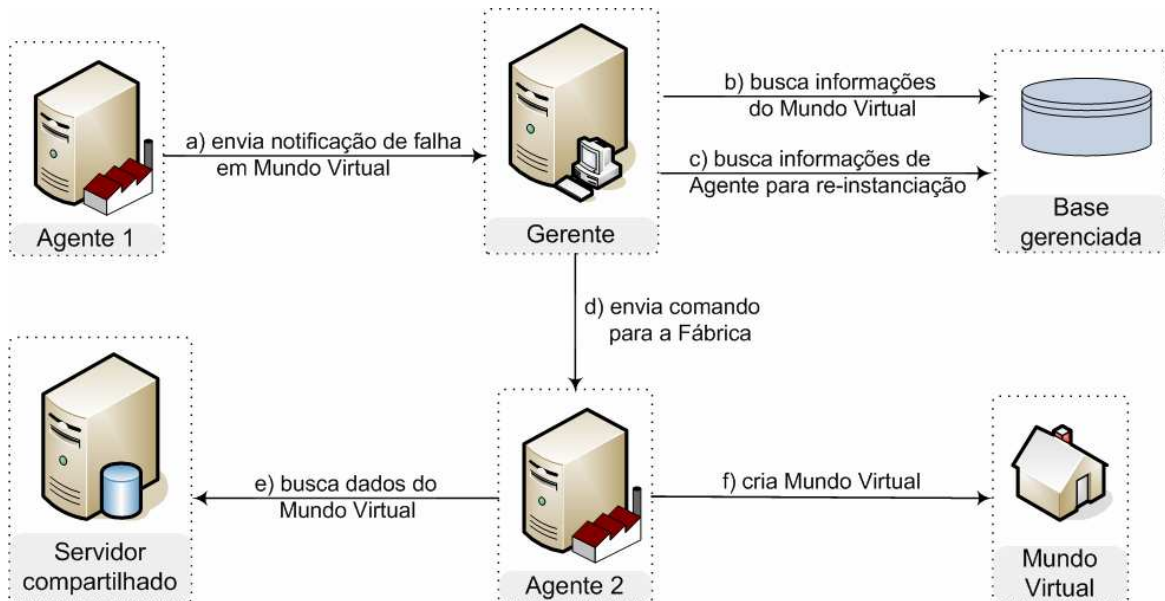 a) envia notificação de falha
em Mundo Virtual
b) busca informações
do Mundo Virtual
c) busca informações de
Agente para re-instanciação
Agente 1
Gerente
Base
gerenciada
d) envia comando
para a Fábrica
e) busca dados do
Mundo Virtual
f) cria Mundo Virtual
Servidor
compartilhado
Agente 2
Mundo
Virtual